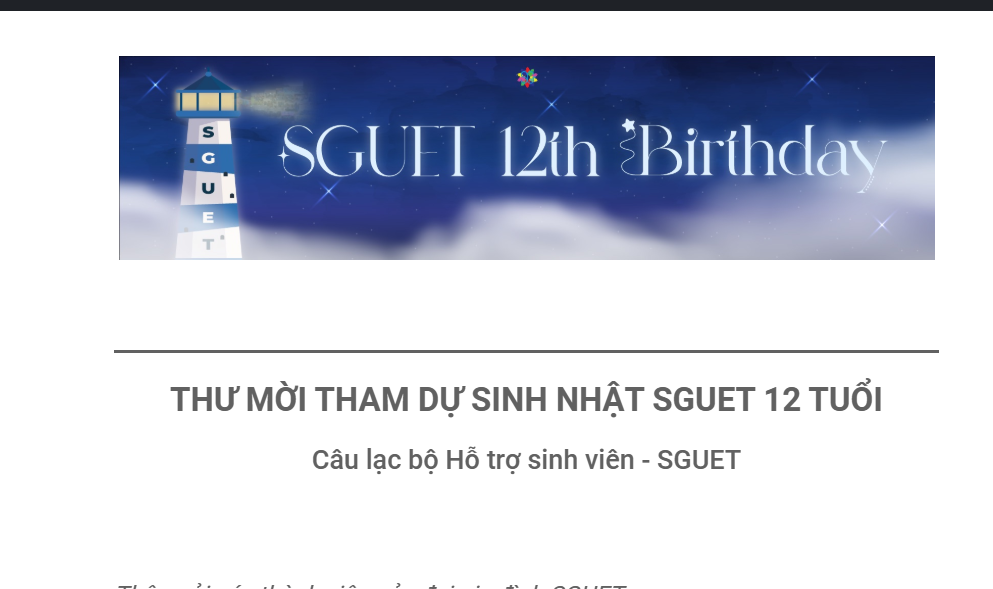 S
G
U
E
T
SGUET 12th Birthday
THƯ MỜI THAM DỰ SINH NHẬT SGUET 12 TUỔI
Câu lạc bộ Hỗ trợ sinh viên - SGUET